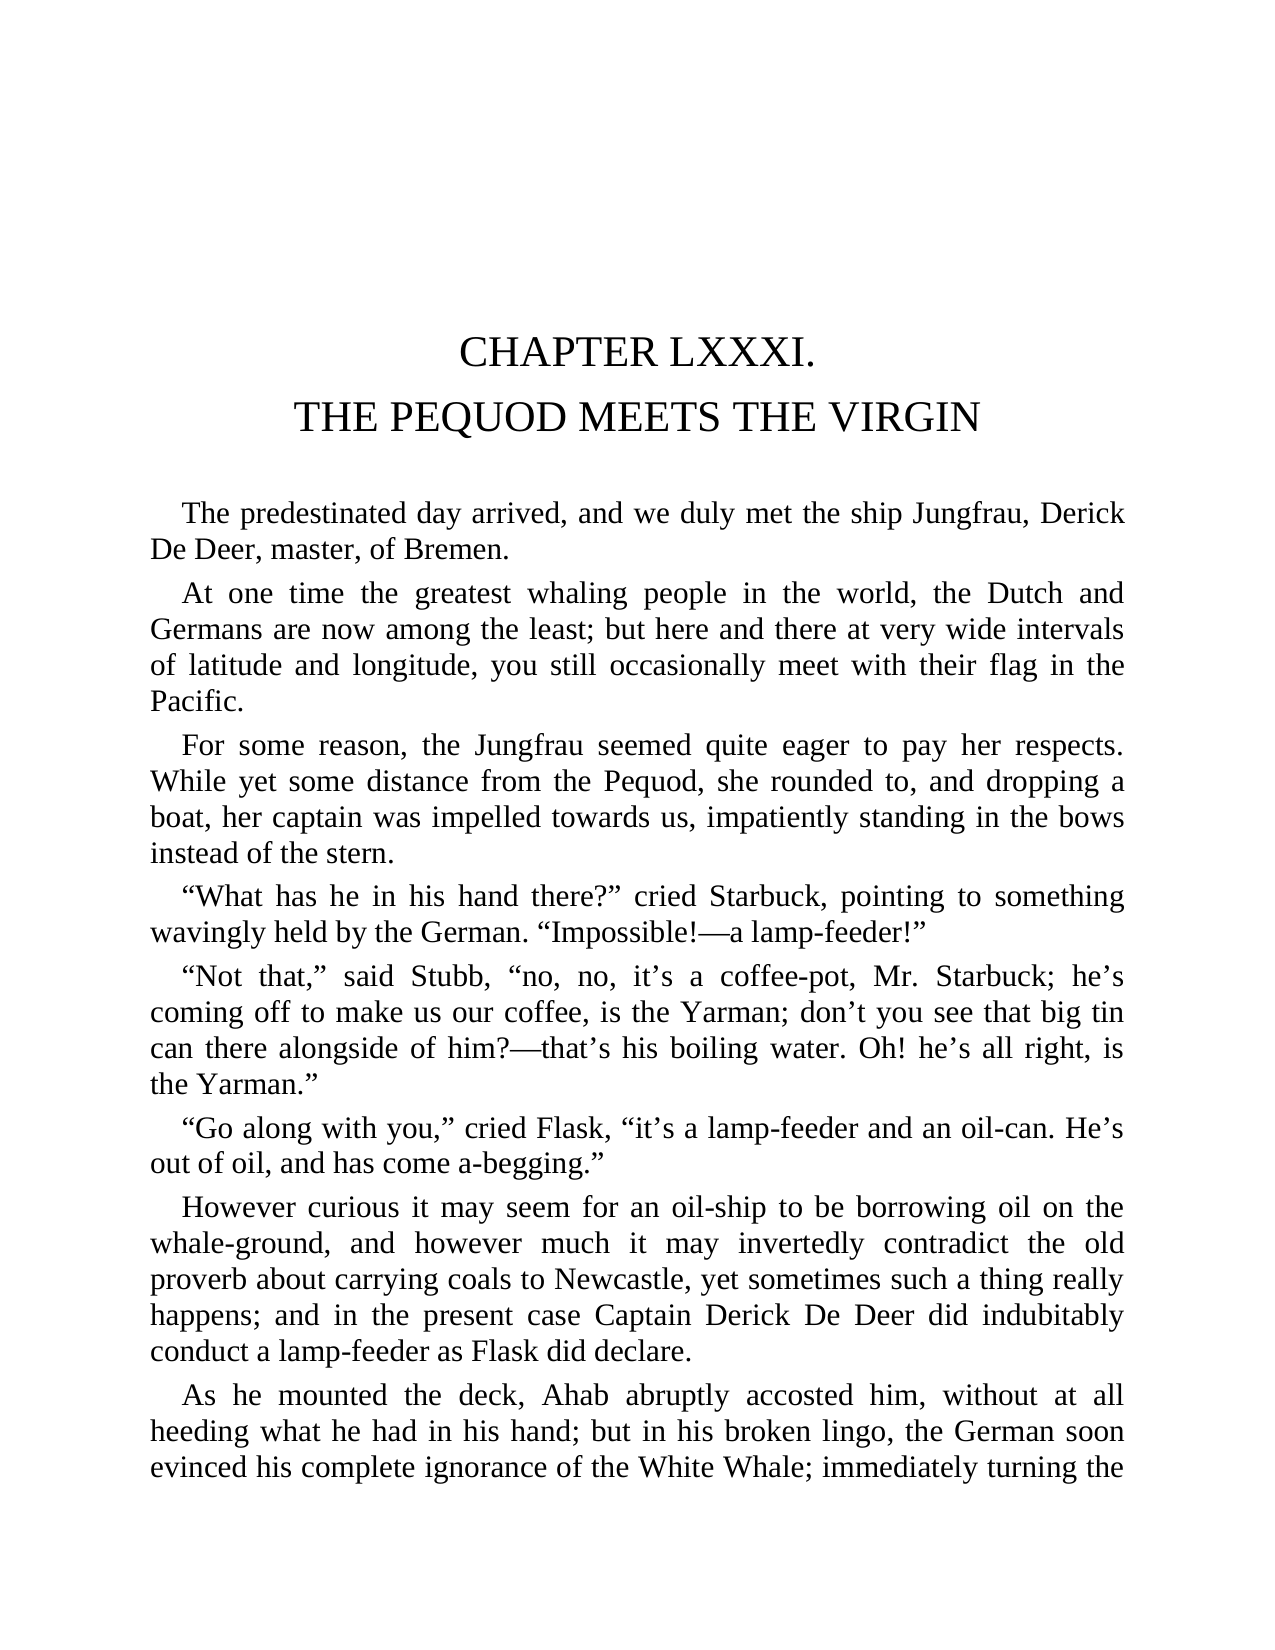 CHAPTER LXXXI.
THE PEQUOD MEETS THE VIRGIN
The predestinated day arrived, and we duly met the ship Jungfrau, Derick
De Deer, master, of Bremen.
At one time the greatest whaling people in the world, the Dutch and
Germans are now among the least; but here and there at very wide intervals
of latitude and longitude, you still occasionally meet with their flag in the
Pacific.
For some reason, the Jungfrau seemed quite eager to pay her respects.
While yet some distance from the Pequod, she rounded to, and dropping a
boat, her captain was impelled towards us, impatiently standing in the bows
instead of the stern.
“What has he in his hand there?” cried Starbuck, pointing to something
wavingly held by the German. “Impossible!—a lamp-feeder!”
“Not that,” said Stubb, “no, no, it’s a coffee-pot, Mr. Starbuck; he’s
coming off to make us our coffee, is the Yarman; don’t you see that big tin
can there alongside of him?—that’s his boiling water. Oh! he’s all right, is
the Yarman.”
“Go along with you,” cried Flask, “it’s a lamp-feeder and an oil-can. He’s
out of oil, and has come a-begging.”
However curious it may seem for an oil-ship to be borrowing oil on the
whale-ground, and however much it may invertedly contradict the old
proverb about carrying coals to Newcastle, yet sometimes such a thing really
happens; and in the present case Captain Derick De Deer did indubitably
conduct a lamp-feeder as Flask did declare.
As he mounted the deck, Ahab abruptly accosted him, without at all
heeding what he had in his hand; but in his broken lingo, the German soon
evinced his complete ignorance of the White Whale; immediately turning the